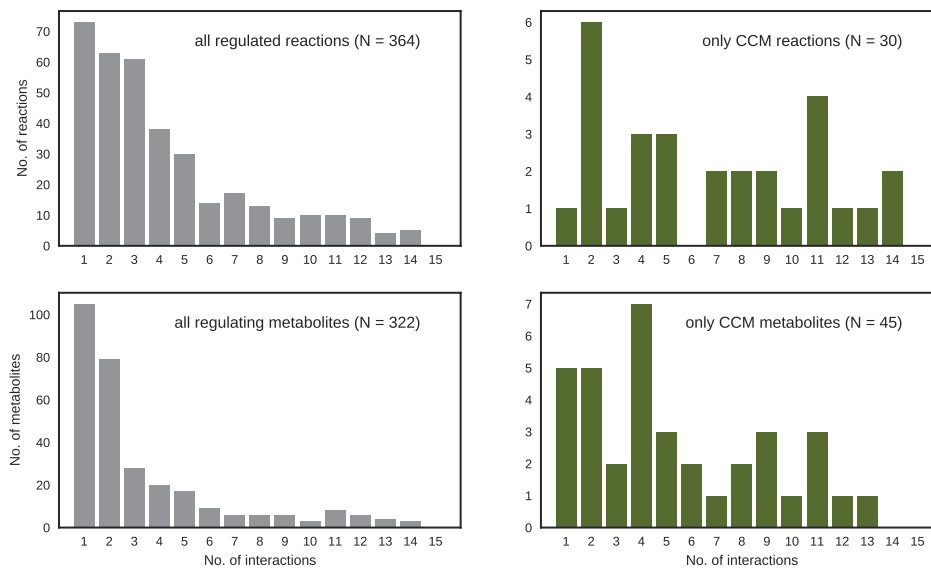 all regulated reactions (N = 364)
No. of reactions
70
60
50
40
30
20
10
0
1 2 3 4 5 6 7 8 9 10 11 12 13 14 15
only CCM reactions (N = 30)
6
5
4
3
2
1
0
1 2 3 4 5 6 7 8 9 10 11 12 13 14 15
all regulating metabolites (N = 322)
No. of metabolites
100
80
60
40
20
0
1 2 3 4 5 6 7 8 9 10 11 12 13 14 15
No. of interactions
only CCM metabolites (N = 45)
7
6
5
4
3
2
1
0
1 2 3 4 5 6 7 8 9 10 11 12 13 14 15
No. of interactions